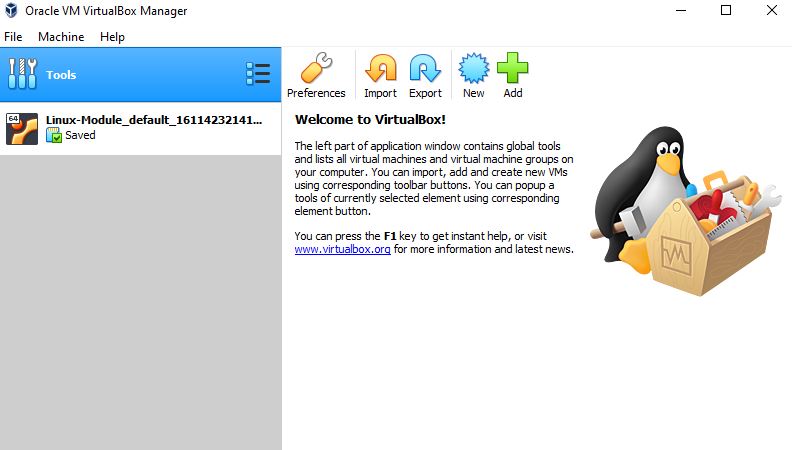 Oracle VM VirtualBox Manager
File Machine Help
Tools
Preferences Import Export New Add
64
Linux-Module_default_16114232141...
Saved
Welcome to VirtualBox!
The left part of application window contains global tools
and lists all virtual machines and virtual machine groups on
your computer. You can import, add and create new VMs
using corresponding toolbar buttons. You can popup a
tools of currently selected element using corresponding
element button.
You can press the F1 key to get instant help, or visit
www.virtualbox.org for more information and latest news.